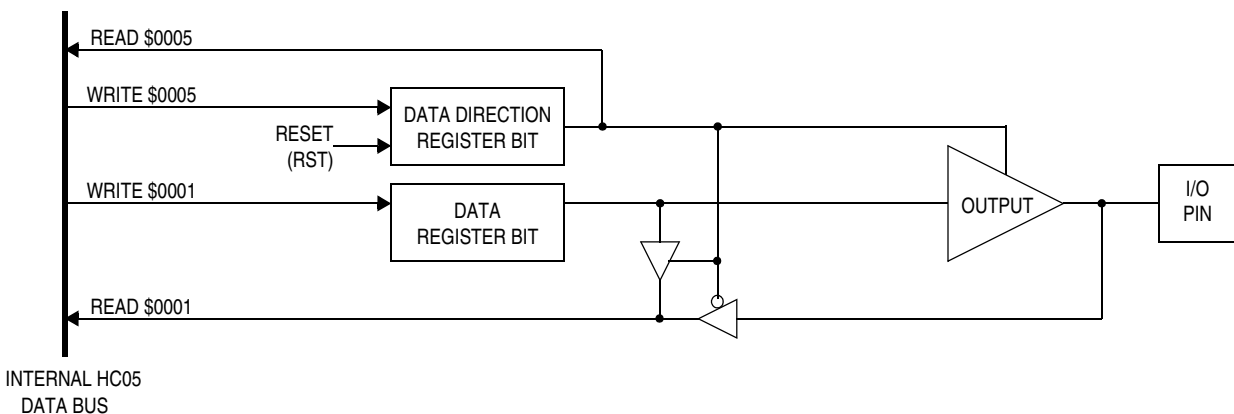 READ $0005
WRITE $0005
DATA DIRECTION
REGISTER BIT
RESET
(RST)
WRITE $0001
DATA
REGISTER BIT
OUTPUT
I/O
PIN
READ $0001
INTERNAL HC05
DATA BUS